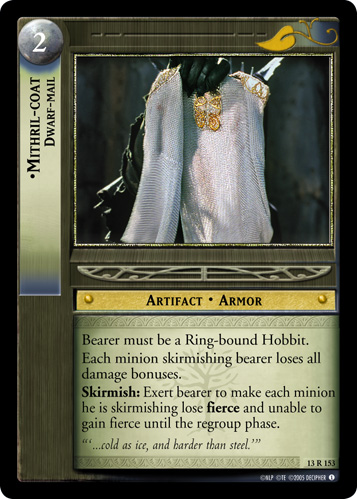 2
•Mithril-coat
Dwarf-mail
Artifact • Armor
Bearer must be a Ring-bound Hobbit.
Each minion skirmishing bearer loses all
damage bonuses.
Skirmish: Exert bearer to make each minion
he is skirmishing lose fierce and unable to
gain fierce until the regroup phase.
“‘...cold as ice, and harder than steel.’”
13 R 153
©NLP ©TE ©2005 DECIPHER 1